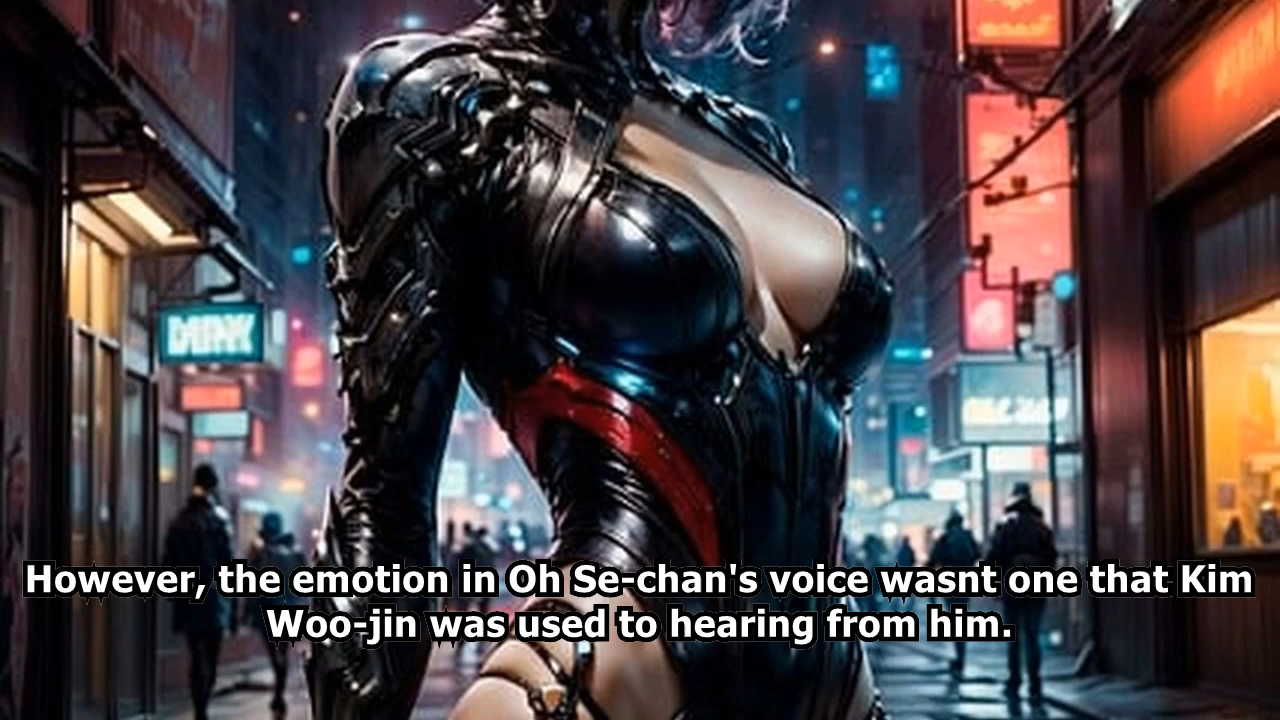 However, the emotion in Oh Se-chan's voice wasnt one that Kim
Woo-jin was used to hearing from him.